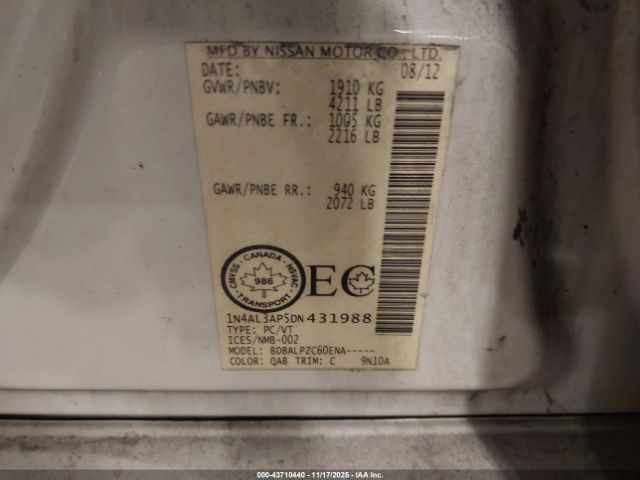 MFD BY NISSAN MOTOR CO., LTD.
DATE: 08/12
GVWR/PNBV: 1910 KG
4211 LB
GAWR/PNBE FR.: 1005 KG
2216 LB
GAWR/PNBE RR.: 940 KG
2072 LB
CANADA
CMVSS NSVAC
986
TRANSPORT
EC
1N4AL3AP5DN431988
TYPE: PC/VT
ICES/NMB-002
MODEL: BDBALPZC60ENA-----
COLOR: QAB TRIM: C 9N10A
000-43710440 - 11/17/2025 - IAA Inc.